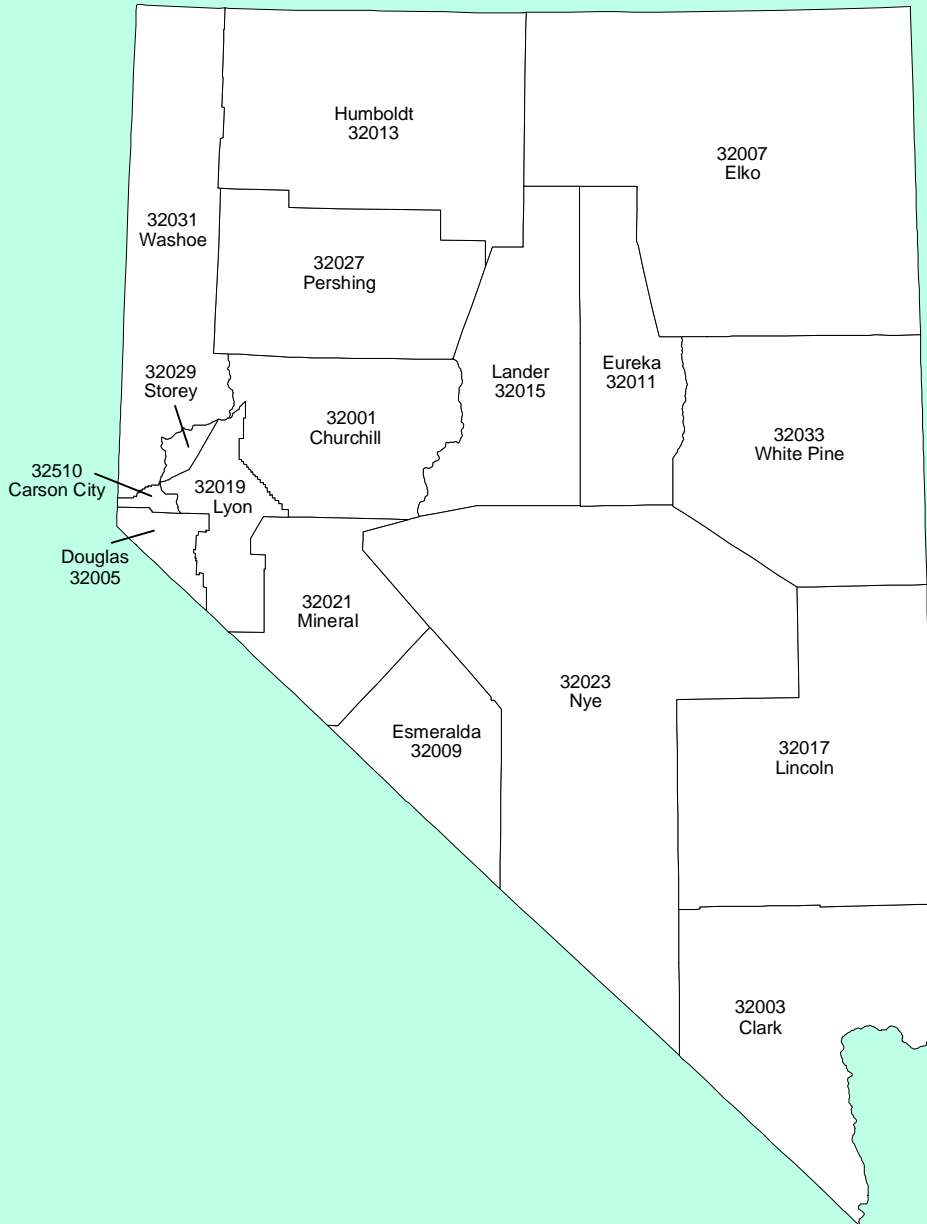 Humboldt
32013
32007
Elko
32031
Washoe
32027
Pershing
32029
Storey
Lander
32015
Eureka
32011
32001
Churchill
32033
White Pine
32510
Carson City
32019
Lyon
Douglas
32005
32021
Mineral
32023
Nye
Esmeralda
32009
32017
Lincoln
32003
Clark